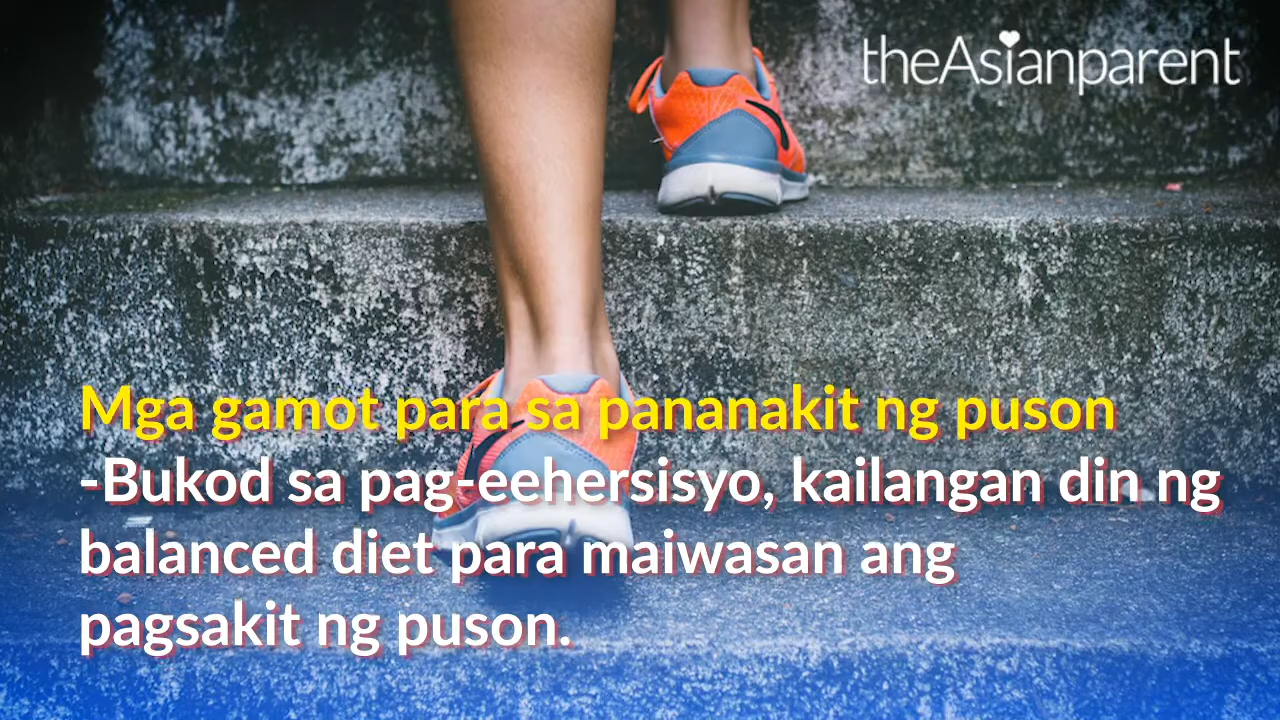 theAsianparent
Mga gamot para sa pananakit ng puson
-Bukod sa pag-eehersisyo, kailangan din ng
balanced diet para maiwasan ang
pagsakit ng puson.